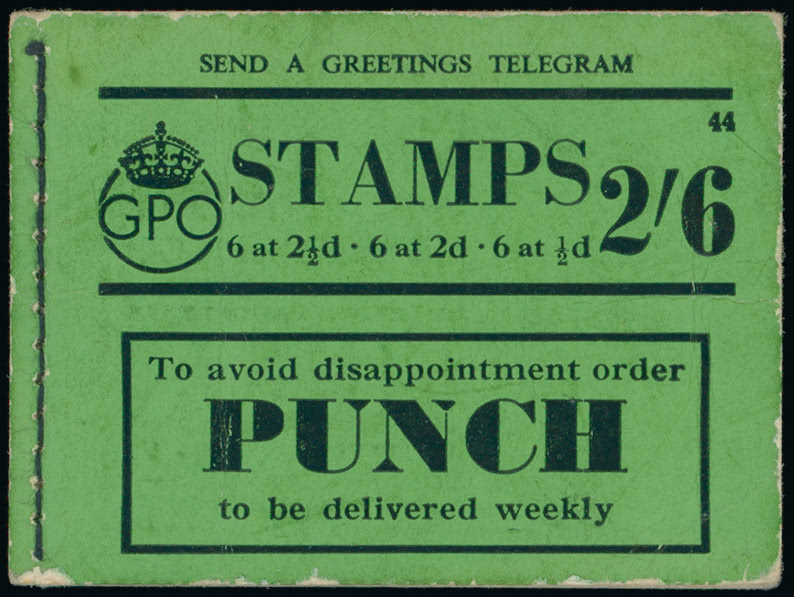 SEND A GREETINGS TELEGRAM
44
GPO
STAMPS 2/6
6 at 2½d · 6 at 2d · 6 at ½d
To avoid disappointment order
PUNCH
to be delivered weekly